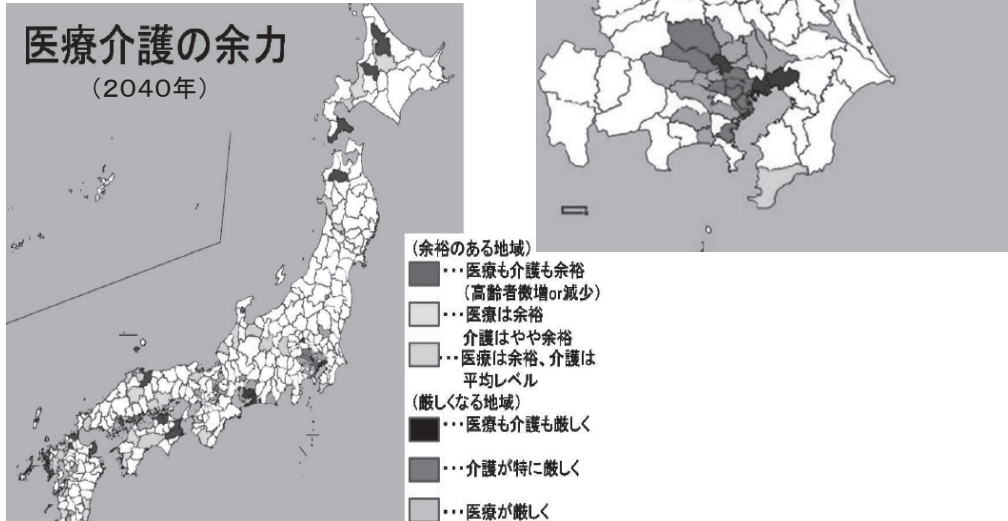 医療介護の余力
（2040年）
(余裕のある地域)
･･･医療も介護も余裕
(高齢者微増or減少)
･･･医療は余裕
介護はやや余裕
･･･医療は余裕、介護は
平均レベル
(厳しくなる地域)
･･･医療も介護も厳しく
･･･介護が特に厳しく
･･･医療が厳しく